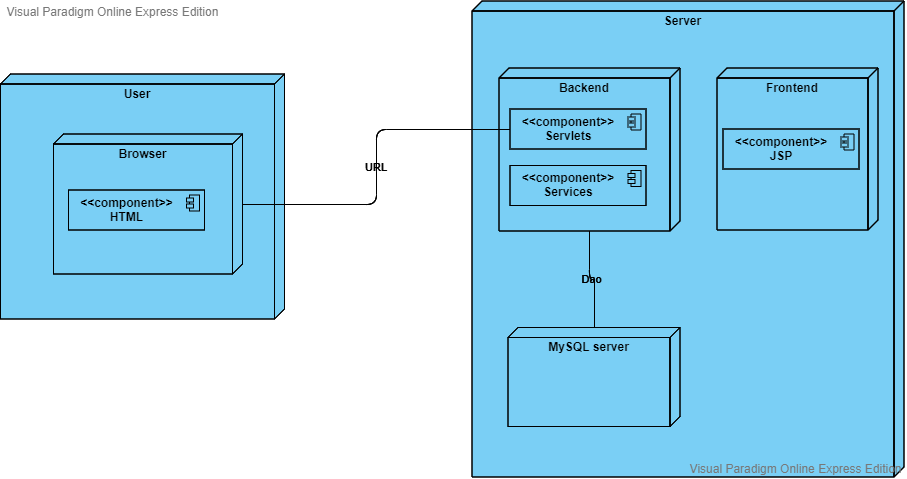 Visual Paradigm Online Express Edition
Server
User
Backend
Frontend
<<component>>
Servlets
<<component>>
JSP
Browser
URL
<<component>>
Services
<<component>>
HTML
Dao
MySQL server
Visual Paradigm Online Express Edition